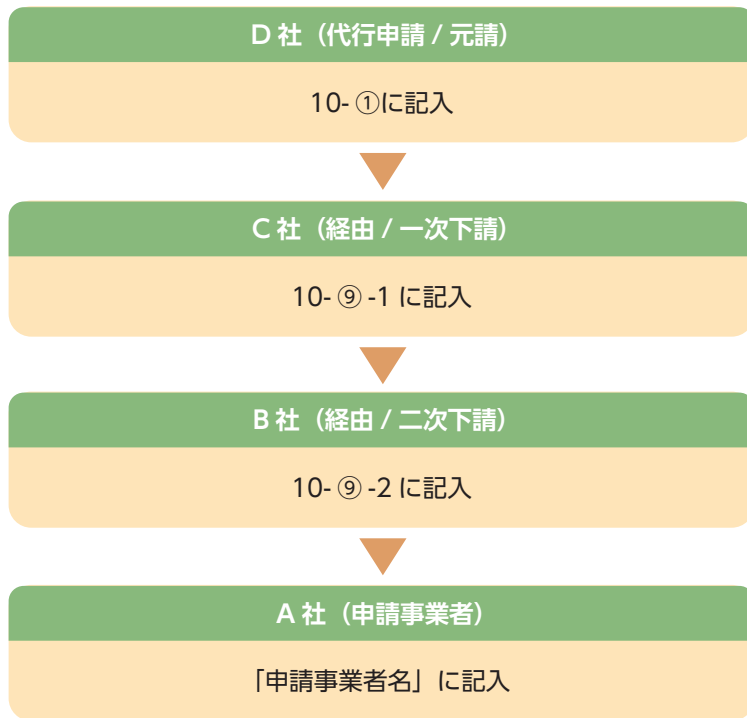 D 社（代行申請 / 元請）
10- ①に記入
C 社（経由 / 一次下請）
10- ⑨ -1 に記入
B 社（経由 / 二次下請）
10- ⑨ -2 に記入
A 社（申請事業者）
「申請事業者名」に記入